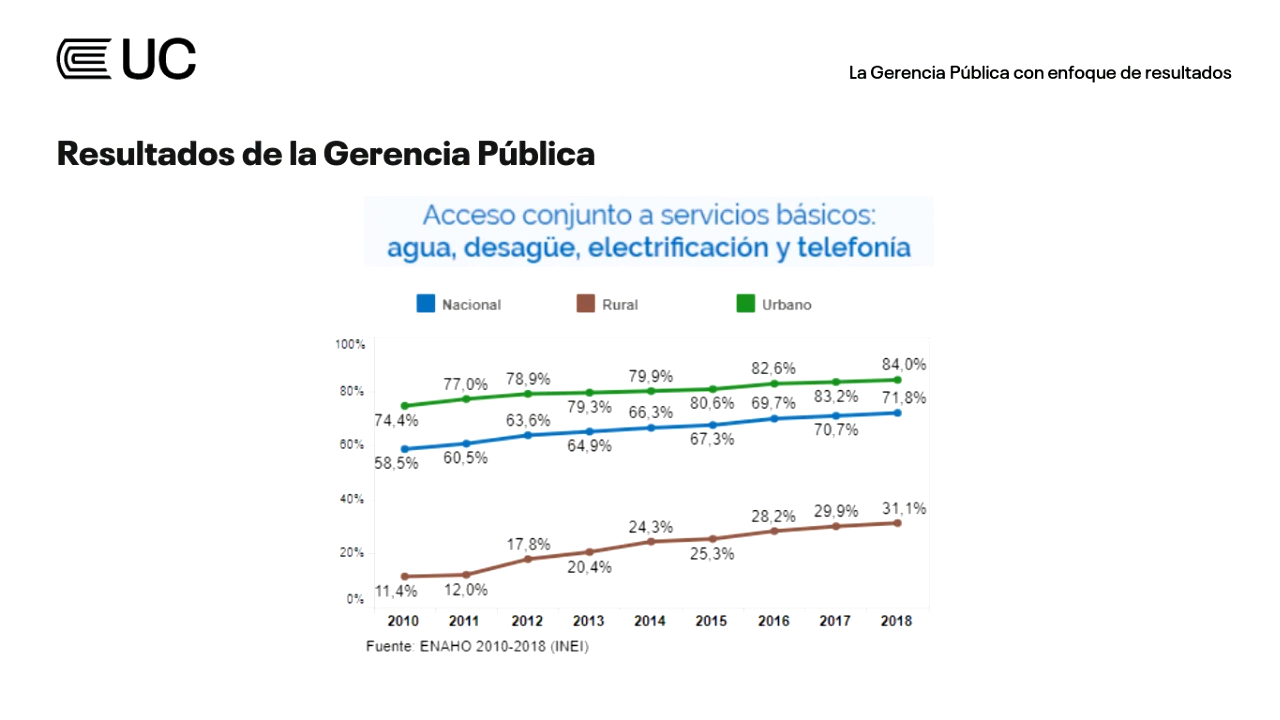 UC
La Gerencia Pública con enfoque de resultados
Resultados de la Gerencia Pública
Acceso conjunto a servicios básicos:
agua, desagüe, electrificación y telefonía
Nacional Rural Urbano
100%
80%
60%
40%
20%
0%
74,4% 77,0% 78,9% 79,3% 79,9% 80,6% 82,6% 83,2% 84,0%
58,5% 60,5% 63,6% 64,9% 66,3% 67,3% 69,7% 70,7% 71,8%
11,4% 12,0% 17,8% 20,4% 24,3% 25,3% 28,2% 29,9% 31,1%
2010 2011 2012 2013 2014 2015 2016 2017 2018
Fuente: ENAHO 2010-2018 (INEI)